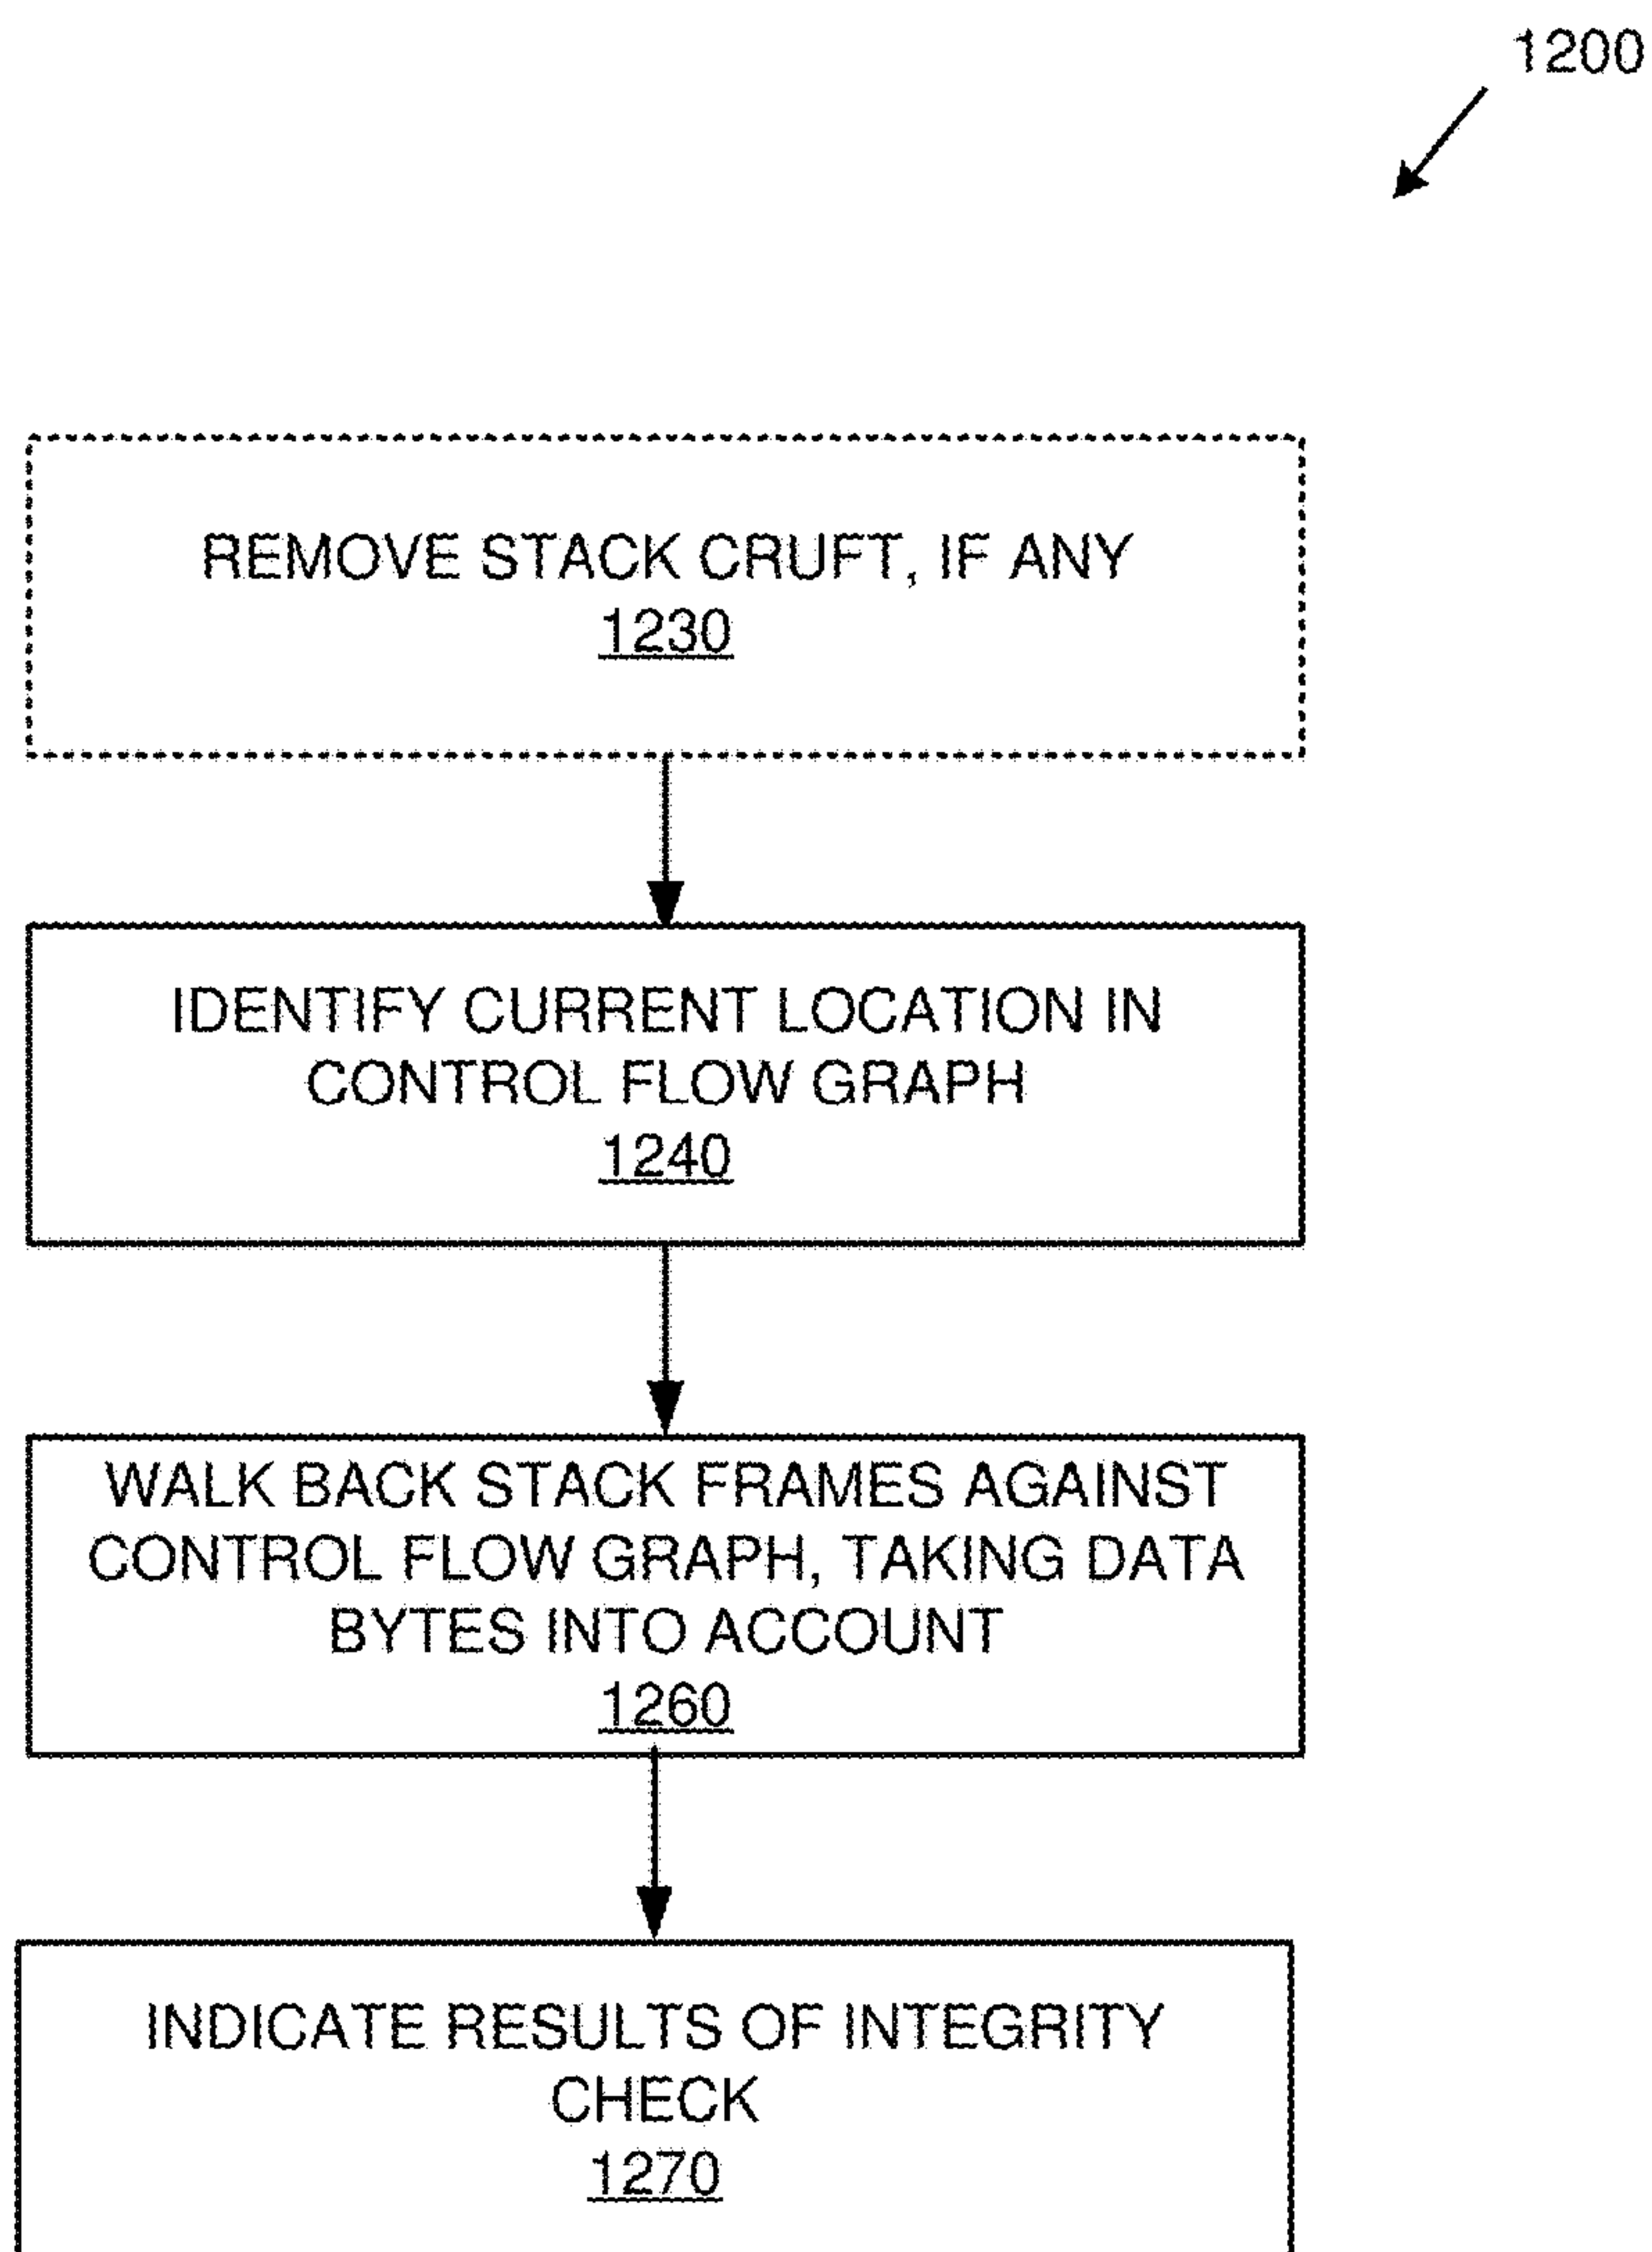 1200
REMOVE STACK CRUFT, IF ANY
1230
IDENTIFY CURRENT LOCATION IN
CONTROL FLOW GRAPH
1240
WALK BACK STACK FRAMES AGAINST
CONTROL FLOW GRAPH, TAKING DATA
BYTES INTO ACCOUNT
1260
INDICATE RESULTS OF INTEGRITY
CHECK
1270